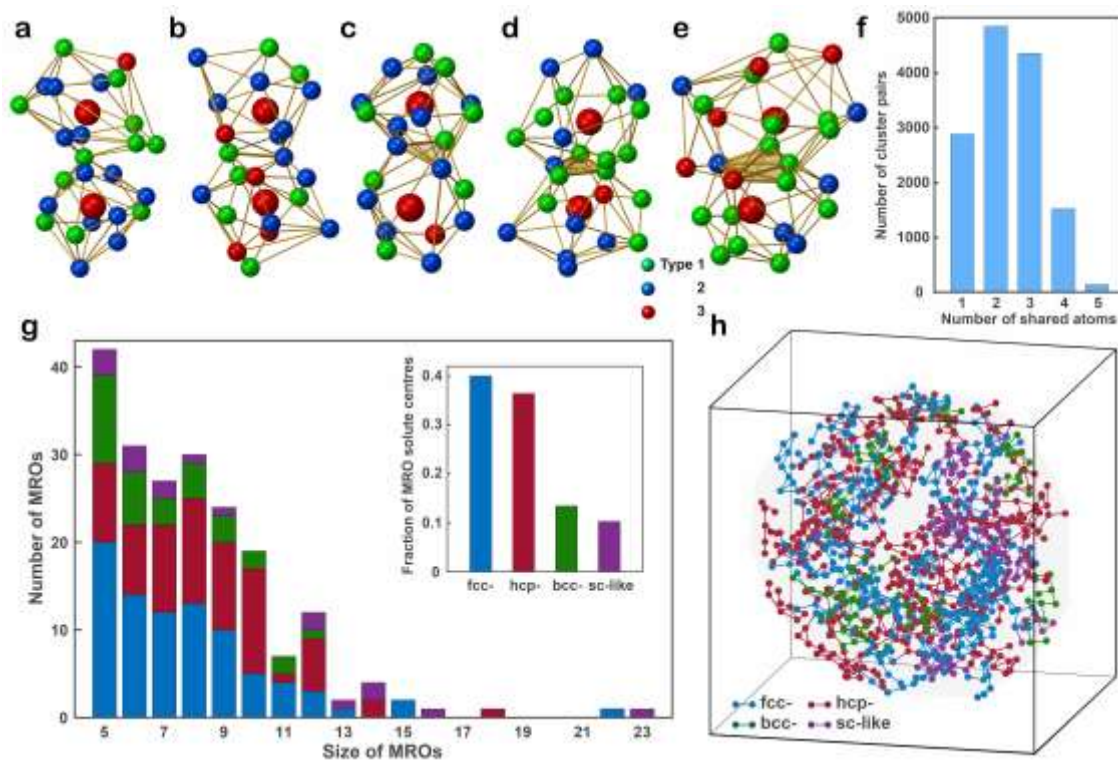 a
b
c
d
e
f
Type 1
2
3
5000
4000
3000
2000
1000
0
Number of cluster pairs
1 2 3 4 5
Number of shared atoms
g
40
30
20
10
0
Number of MROs
5 7 9 11 13 15 17 19 21 23
Size of MROs
0.4
0.3
0.2
0.1
0
Fraction of MRO solute centres
fcc- hcp- bcc- sc-like
h
fcc- hcp-
bcc- sc-like